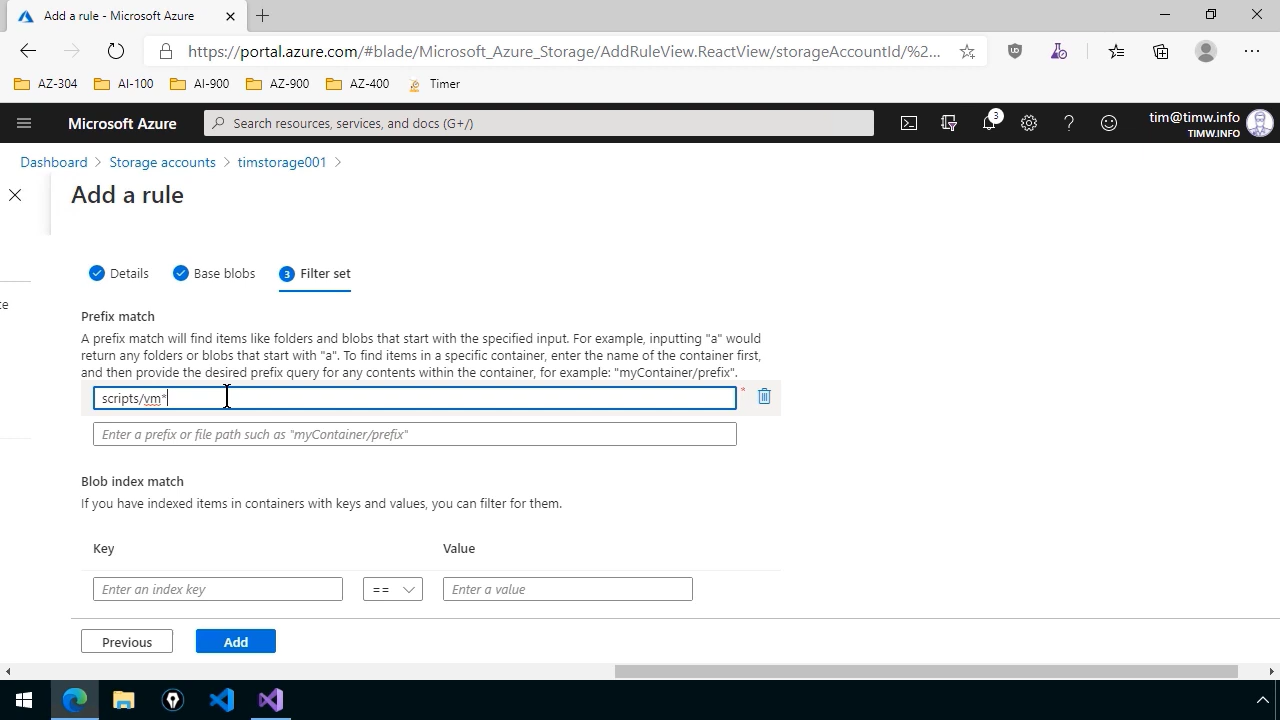 Add a rule - Microsoft Azure
https://portal.azure.com/#blade/Microsoft_Azure_Storage/AddRuleView.ReactView/storageAccountId/%2...
AZ-304
AI-100
AI-900
AZ-900
AZ-400
Timer
Microsoft Azure
Search resources, services, and docs (G+/)
3
tim@timw.info
TIMW.INFO
Dashboard > Storage accounts > timstorage001 >
Add a rule
Details
Base blobs
3 Filter set
Prefix match
A prefix match will find items like folders and blobs that start with the specified input. For example, inputting "a" would
return any folders or blobs that start with "a". To find items in a specific container, enter the name of the container first,
and then provide the desired prefix query for any contents within the container, for example: "myContainer/prefix".
scripts/vm*
*
Enter a prefix or file path such as "myContainer/prefix"
Blob index match
If you have indexed items in containers with keys and values, you can filter for them.
Key
Value
Enter an index key
==
Enter a value
Previous
Add